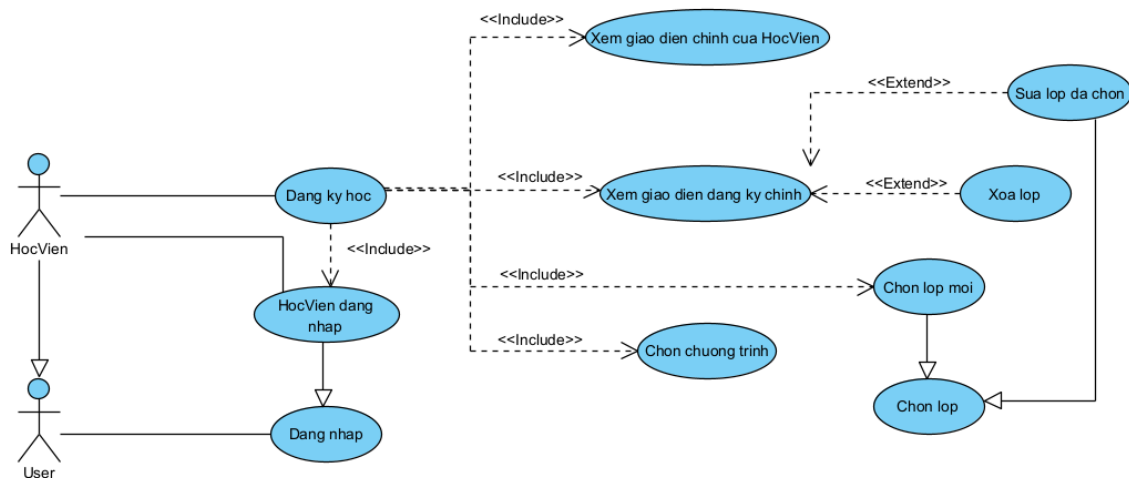 <<Include>>
Xem giao dien chinh cua HocVien
<<Extend>>
Sua lop da chon
Dang ky hoc
<<Include>>
Xem giao dien dang ky chinh
<<Extend>>
Xoa lop
HocVien
<<Include>>
<<Include>>
Chon lop moi
HocVien dang
nhap
<<Include>>
Chon chuong trinh
Chon lop
Dang nhap
User